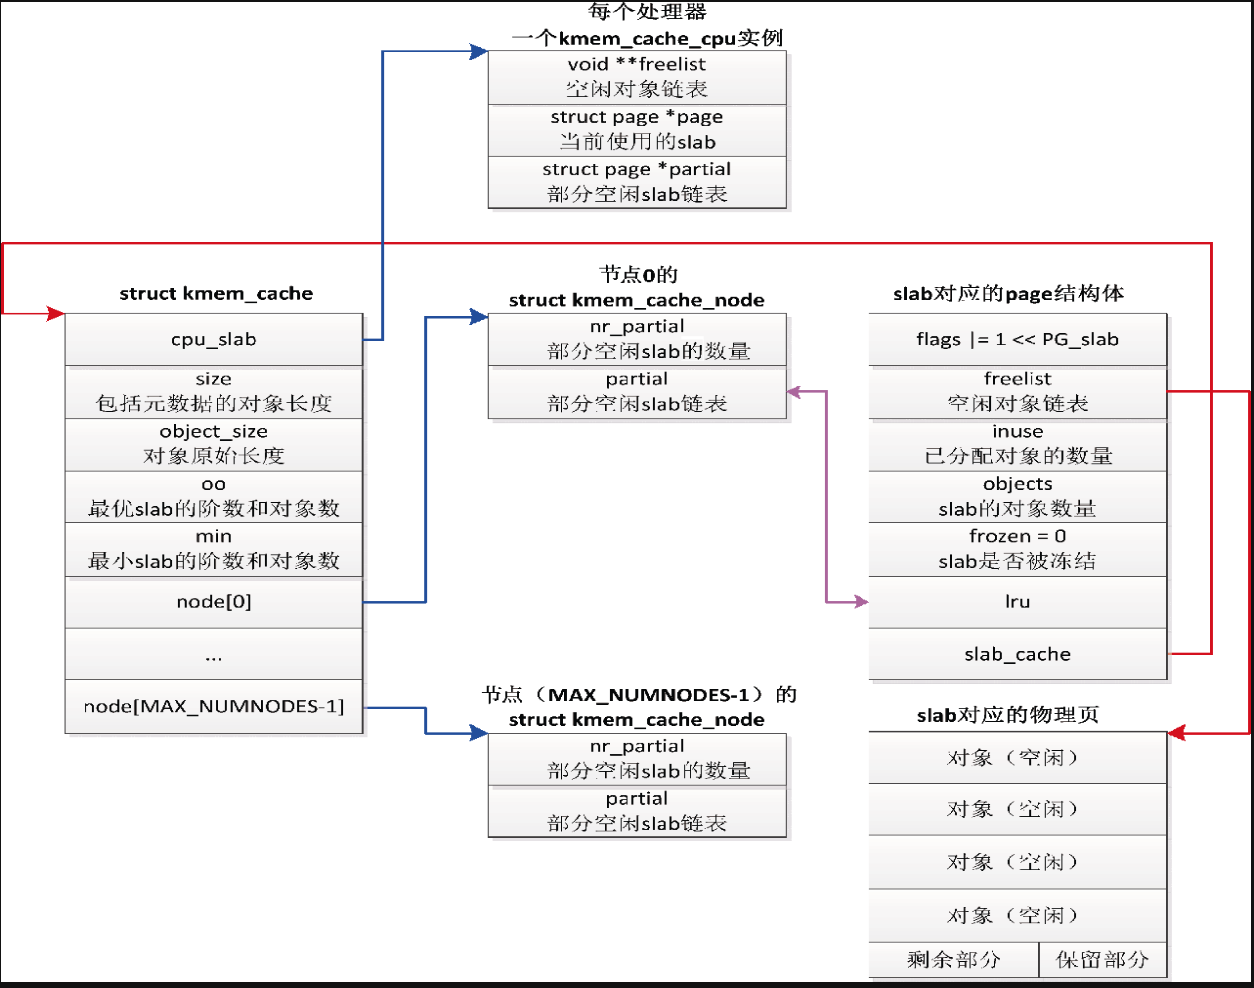 每个处理器
一个kmem_cache_cpu实例
void **freelist
空闲对象链表
struct page *page
当前使用的slab
struct page *partial
部分空闲slab链表
struct kmem_cache
cpu_slab
size
包括元数据的对象长度
object_size
对象原始长度
oo
最优slab的阶数和对象数
min
最小slab的阶数和对象数
node[0]
...
node[MAX_NUMNODES-1]
节点0的
struct kmem_cache_node
nr_partial
部分空闲slab的数量
partial
部分空闲slab链表
节点（MAX_NUMNODES-1）的
struct kmem_cache_node
nr_partial
部分空闲slab的数量
partial
部分空闲slab链表
slab对应的page结构体
flags |= 1 << PG_slab
freelist
空闲对象链表
inuse
已分配对象的数量
objects
slab的对象数量
frozen = 0
slab是否被冻结
lru
slab_cache
slab对应的物理页
对象（空闲）
对象（空闲）
对象（空闲）
对象（空闲）
剩余部分
保留部分